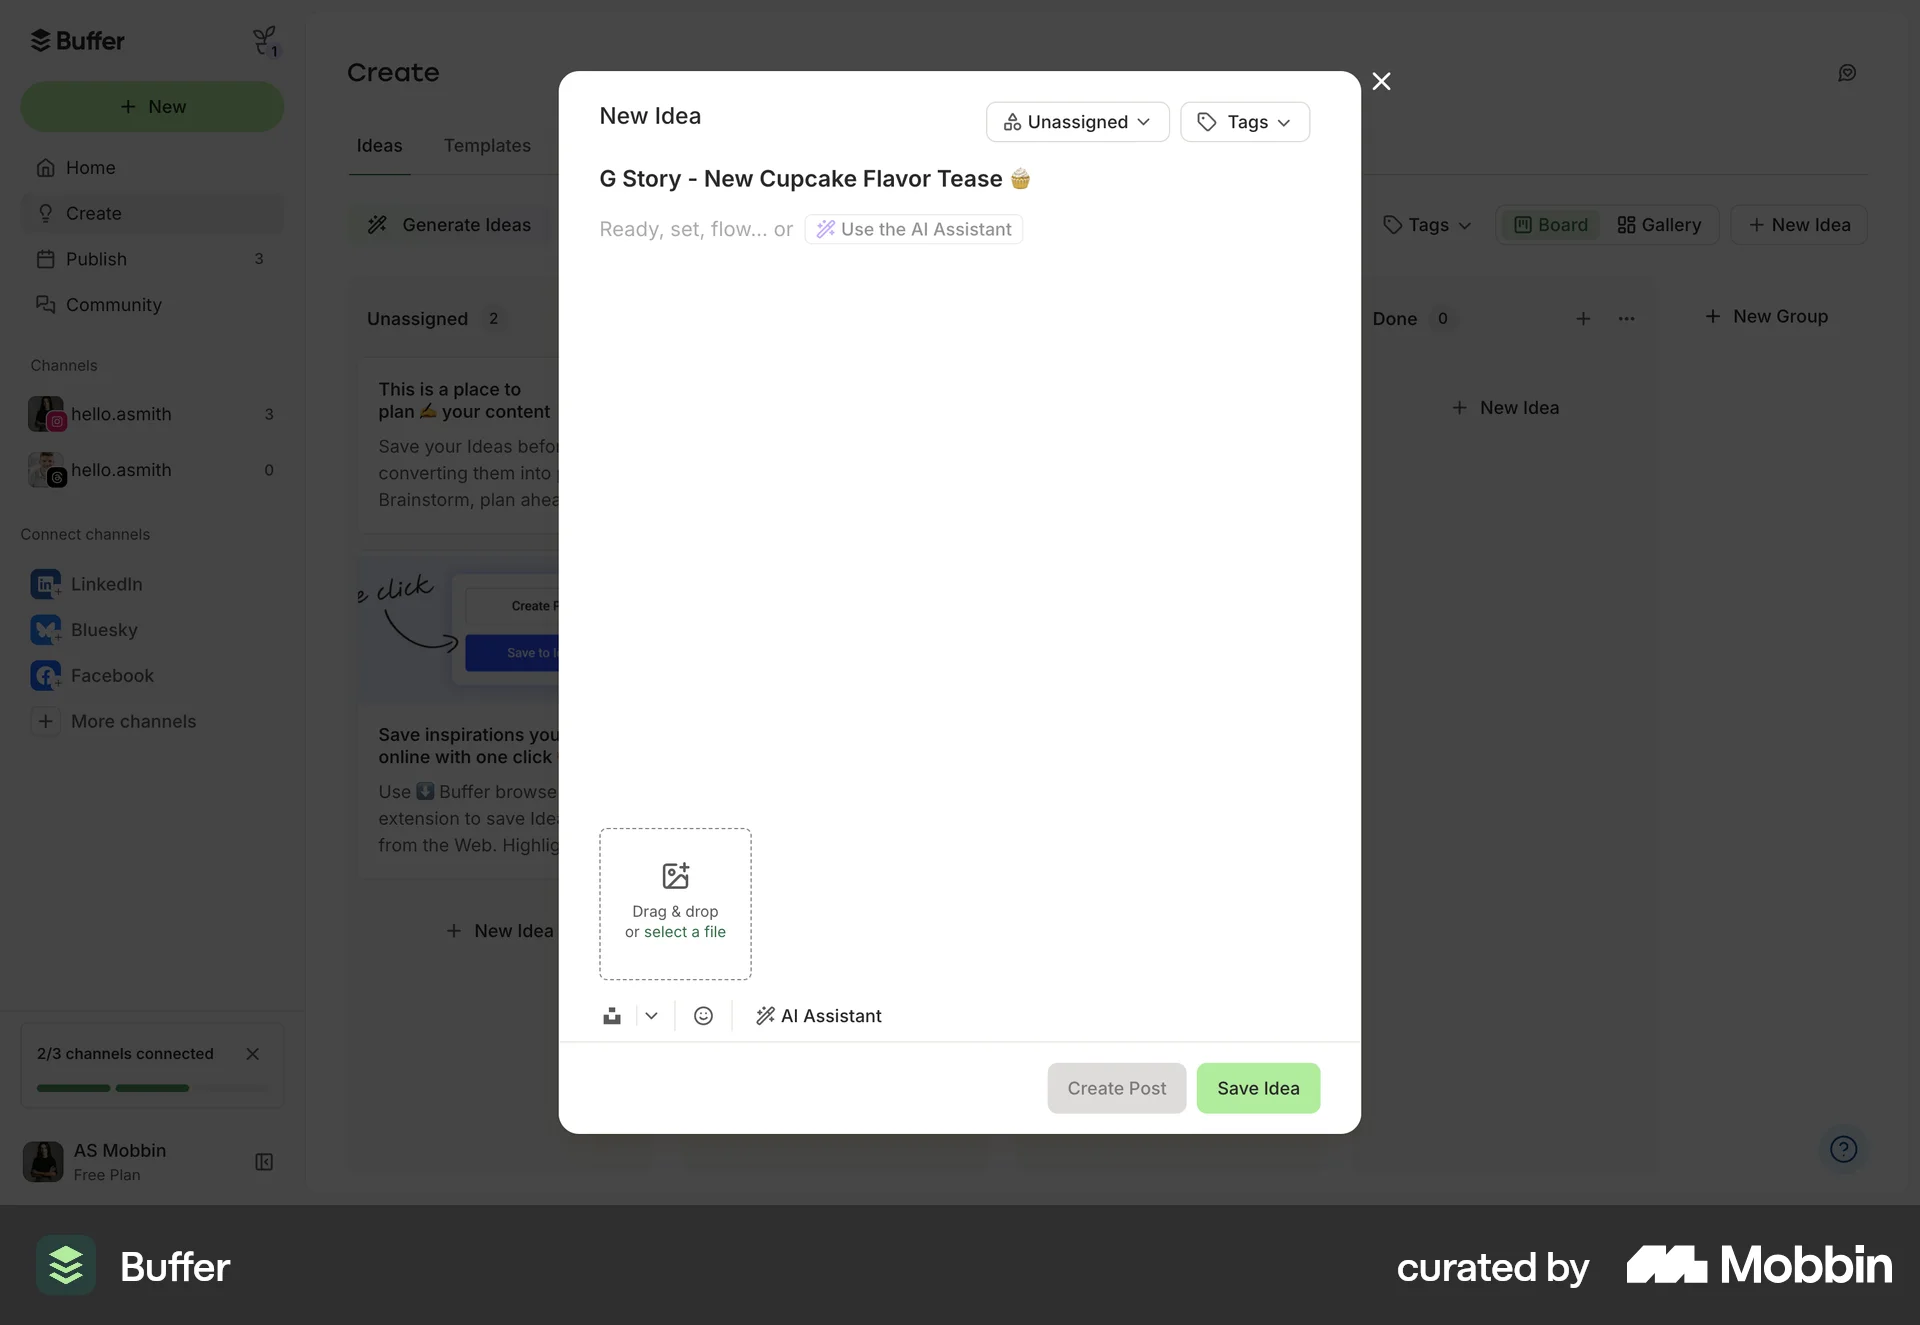 Buffer
1
New
Home
Create
Publish 3
Community
Channels
hello.asmith 3
hello.asmith 0
Connect channels
LinkedIn
Bluesky
Facebook
More channels
2/3 channels connected
AS Mobbin
Free Plan
Create
Ideas Templates
Generate Ideas
Tags
Board
Gallery
New Idea
Unassigned 2
This is a place to
plan ✍️ your content
Save your Ideas befor
converting them into
Brainstorm, plan ahea
click
Create
Save to
Save inspirations you
online with one click
Use ⬇️ Buffer browse
extension to save Idea
from the Web. Highlig
New Idea
Done 0
New Idea
New Group
New Idea
Unassigned
Tags
G Story - New Cupcake Flavor Tease 🧁
Ready, set, flow... or Use the AI Assistant
Drag & drop
or select a file
AI Assistant
Create Post
Save Idea
Buffer
curated by Mobbin